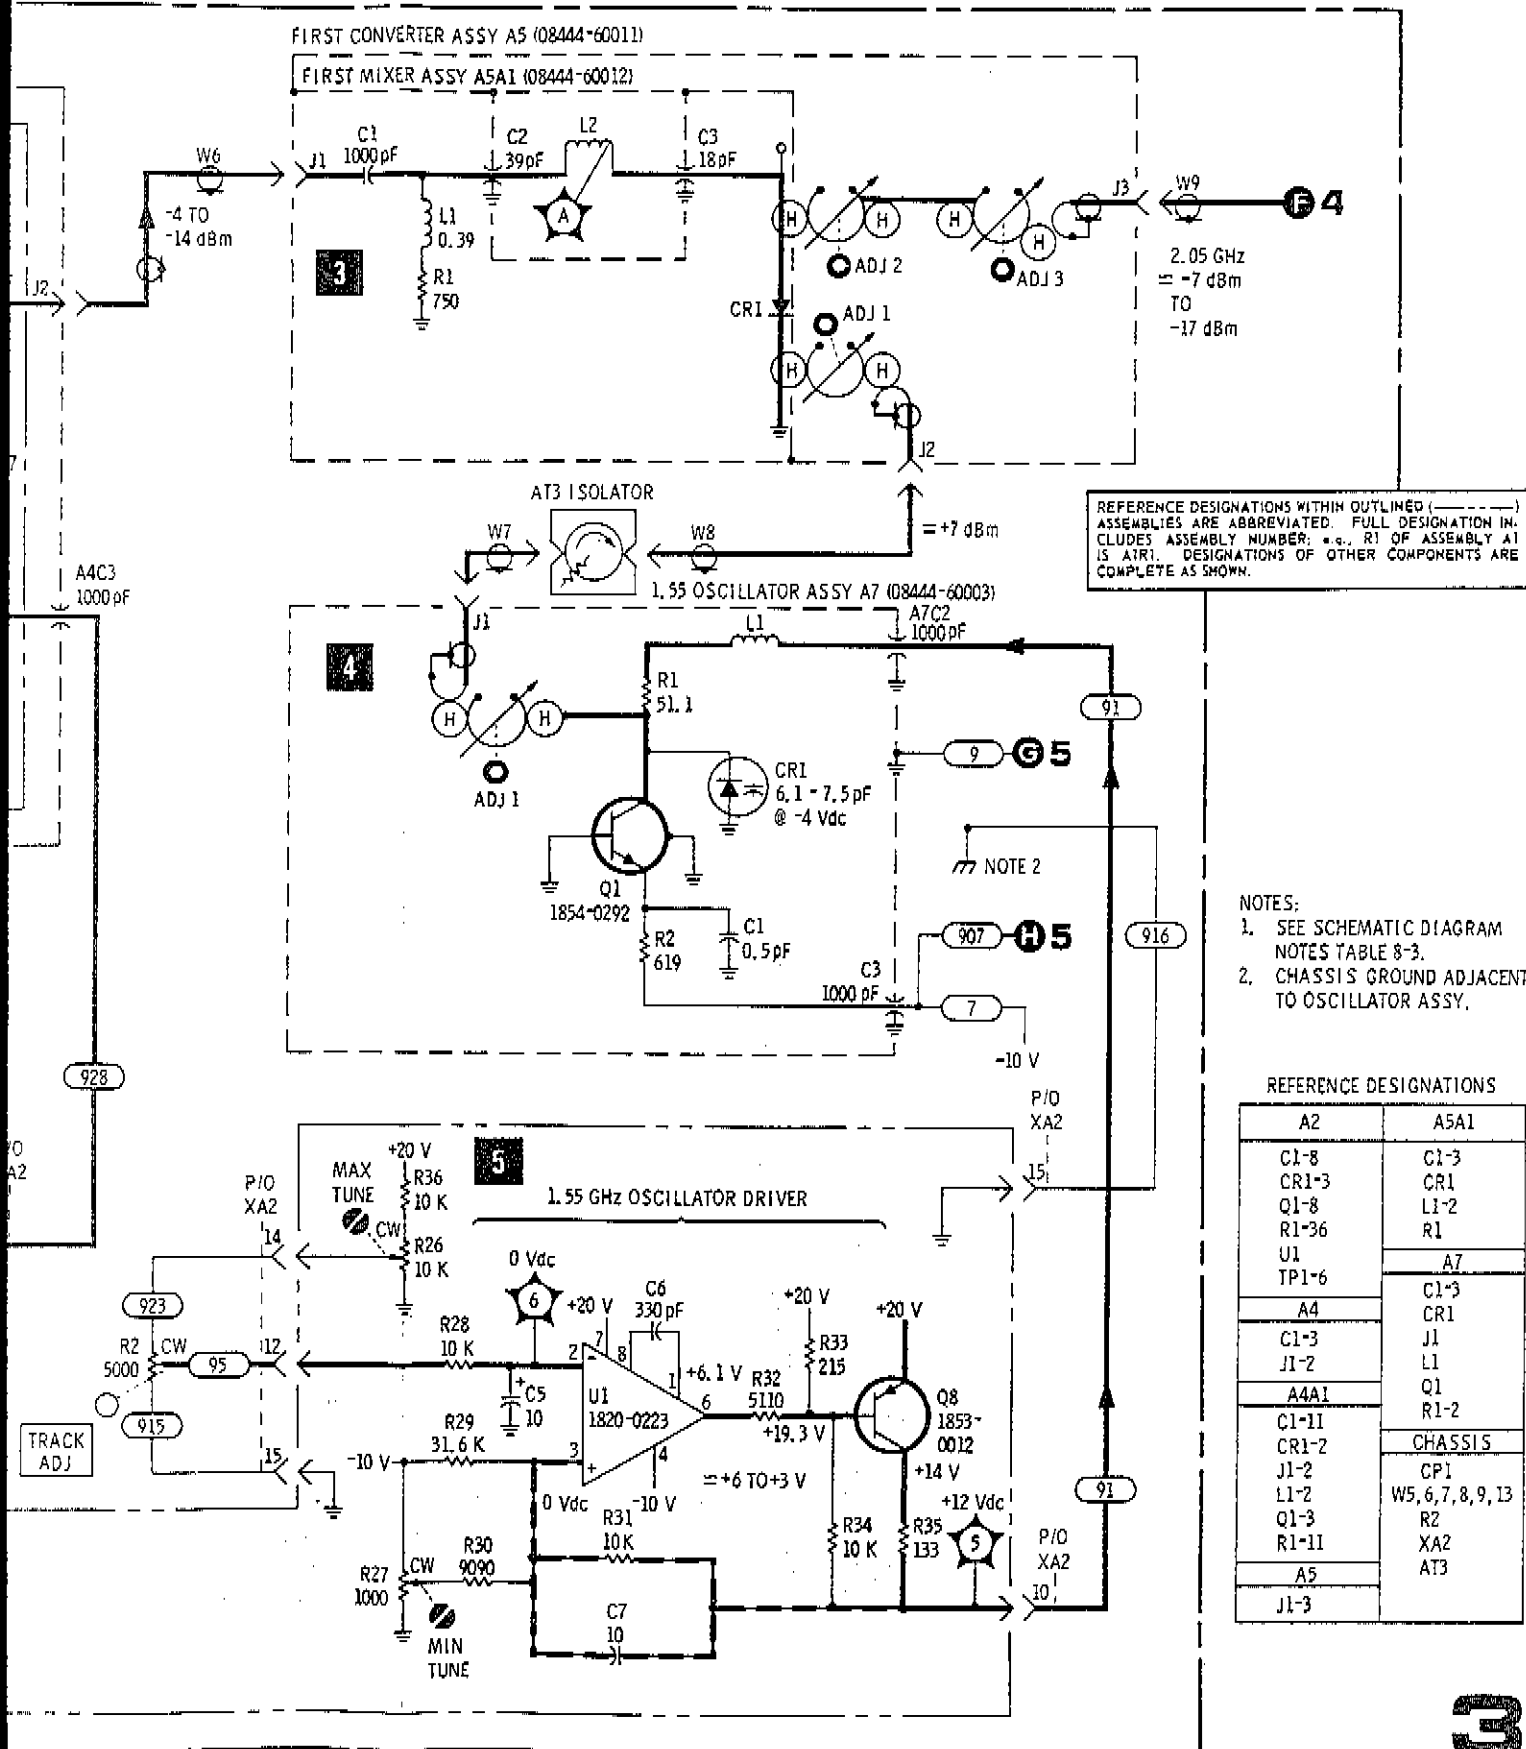 FIRST CONVERTER ASSY A5 (08444-60011)
FIRST MIXER ASSY A5A1 (08444-60012)
W6
J1
C1
1000pF
C2
39pF
L2
C3
18pF
-4 TO
-14 dBm
L1
0.39
R1
750
A
3
J2
CR1
H
H
H
H
ADJ 2
ADJ 3
J3
W9
F 4
2.05 GHz
≈ -7 dBm
TO
-17 dBm
ADJ 1
H
H
J2
AT3 ISOLATOR
W7
W8
≈ +7 dBm
REFERENCE DESIGNATIONS WITHIN OUTLINED (— - - —)
ASSEMBLIES ARE ABBREVIATED. FULL DESIGNATION IN-
CLUDES ASSEMBLY NUMBER; e.g., R1 OF ASSEMBLY A1
IS A1R1. DESIGNATIONS OF OTHER COMPONENTS ARE
COMPLETE AS SHOWN.
A4C3
1000 pF
1.55 OSCILLATOR ASSY A7 (08444-60003)
J1
L1
A7C2
1000pF
4
R1
51.1
H
H
ADJ 1
91
9
G 5
CR1
6.1 - 7.5pF
@ -4 Vdc
NOTE 2
Q1
1854-0292
R2
619
C1
0.5pF
907
H 5
916
C3
1000 pF
7
-10 V
NOTES:
1. SEE SCHEMATIC DIAGRAM
NOTES TABLE 8-3.
2. CHASSIS GROUND ADJACENT
TO OSCILLATOR ASSY.
928
P/O
XA2
15
5
1.55 GHz OSCILLATOR DRIVER
+20 V
R36
10 K
MAX
TUNE
CW
R26
10 K
P/O
XA2
14
923
R2
5000
CW
95
12
915
15
TRACK
ADJ
0 Vdc
6
R28
10 K
+20 V
C6
330 pF
2
7
8
1
+6.1 V
-
U1
1820-0223
6
C5
10
+
R29
31.6 K
-10 V
3
+
4
0 Vdc
-10 V
R32
5110
+20 V
R33
215
+20 V
+19.3 V
Q8
1853-
0012
+14 V
≈ +6 TO +3 V
R31
10K
R30
9090
R27
1000
CW
MIN
TUNE
C7
10
R34
10 K
R35
133
+12 Vdc
5
P/O
XA2
10
91
REFERENCE DESIGNATIONS
A2
C1-8
CR1-3
Q1-8
R1-36
U1
TP1-6
A4
C1-3
J1-2
A4A1
C1-11
CR1-2
J1-2
L1-2
Q1-3
R1-11
A5
J1-3
A5A1
C1-3
CR1
L1-2
R1
A7
C1-3
CR1
J1
L1
Q1
R1-2
CHASSIS
CP1
W5, 6, 7, 8, 9, 13
R2
XA2
AT3
3